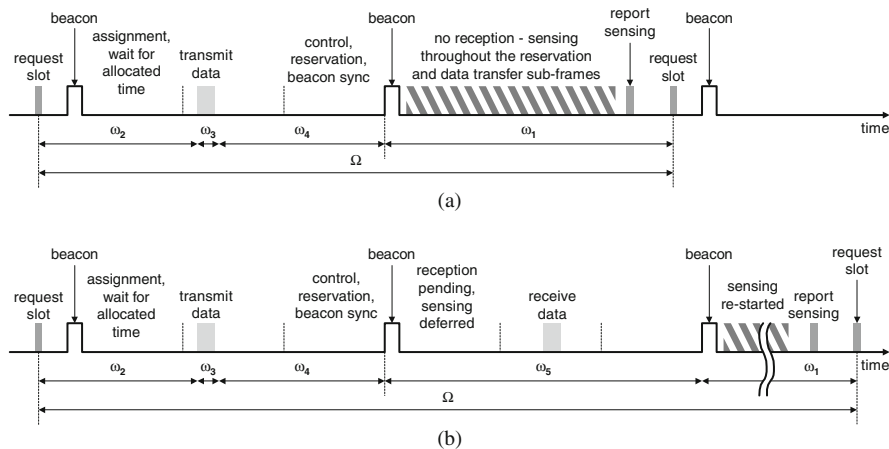 beacon
beacon
report
sensing
beacon
request
slot
assignment,
wait for
allocated
time
transmit
data
control,
reservation,
beacon sync
no reception - sensing
throughout the reservation
and data transfer sub-frames
request
slot
time
ω2
ω3
ω4
ω1
Ω
(a)
beacon
beacon
beacon
request
slot
request
slot
assignment,
wait for
allocated
time
transmit
data
control,
reservation,
beacon sync
reception
pending,
sensing
deferred
receive
data
sensing
re-started
report
sensing
time
ω2
ω3
ω4
ω5
ω1
Ω
(b)